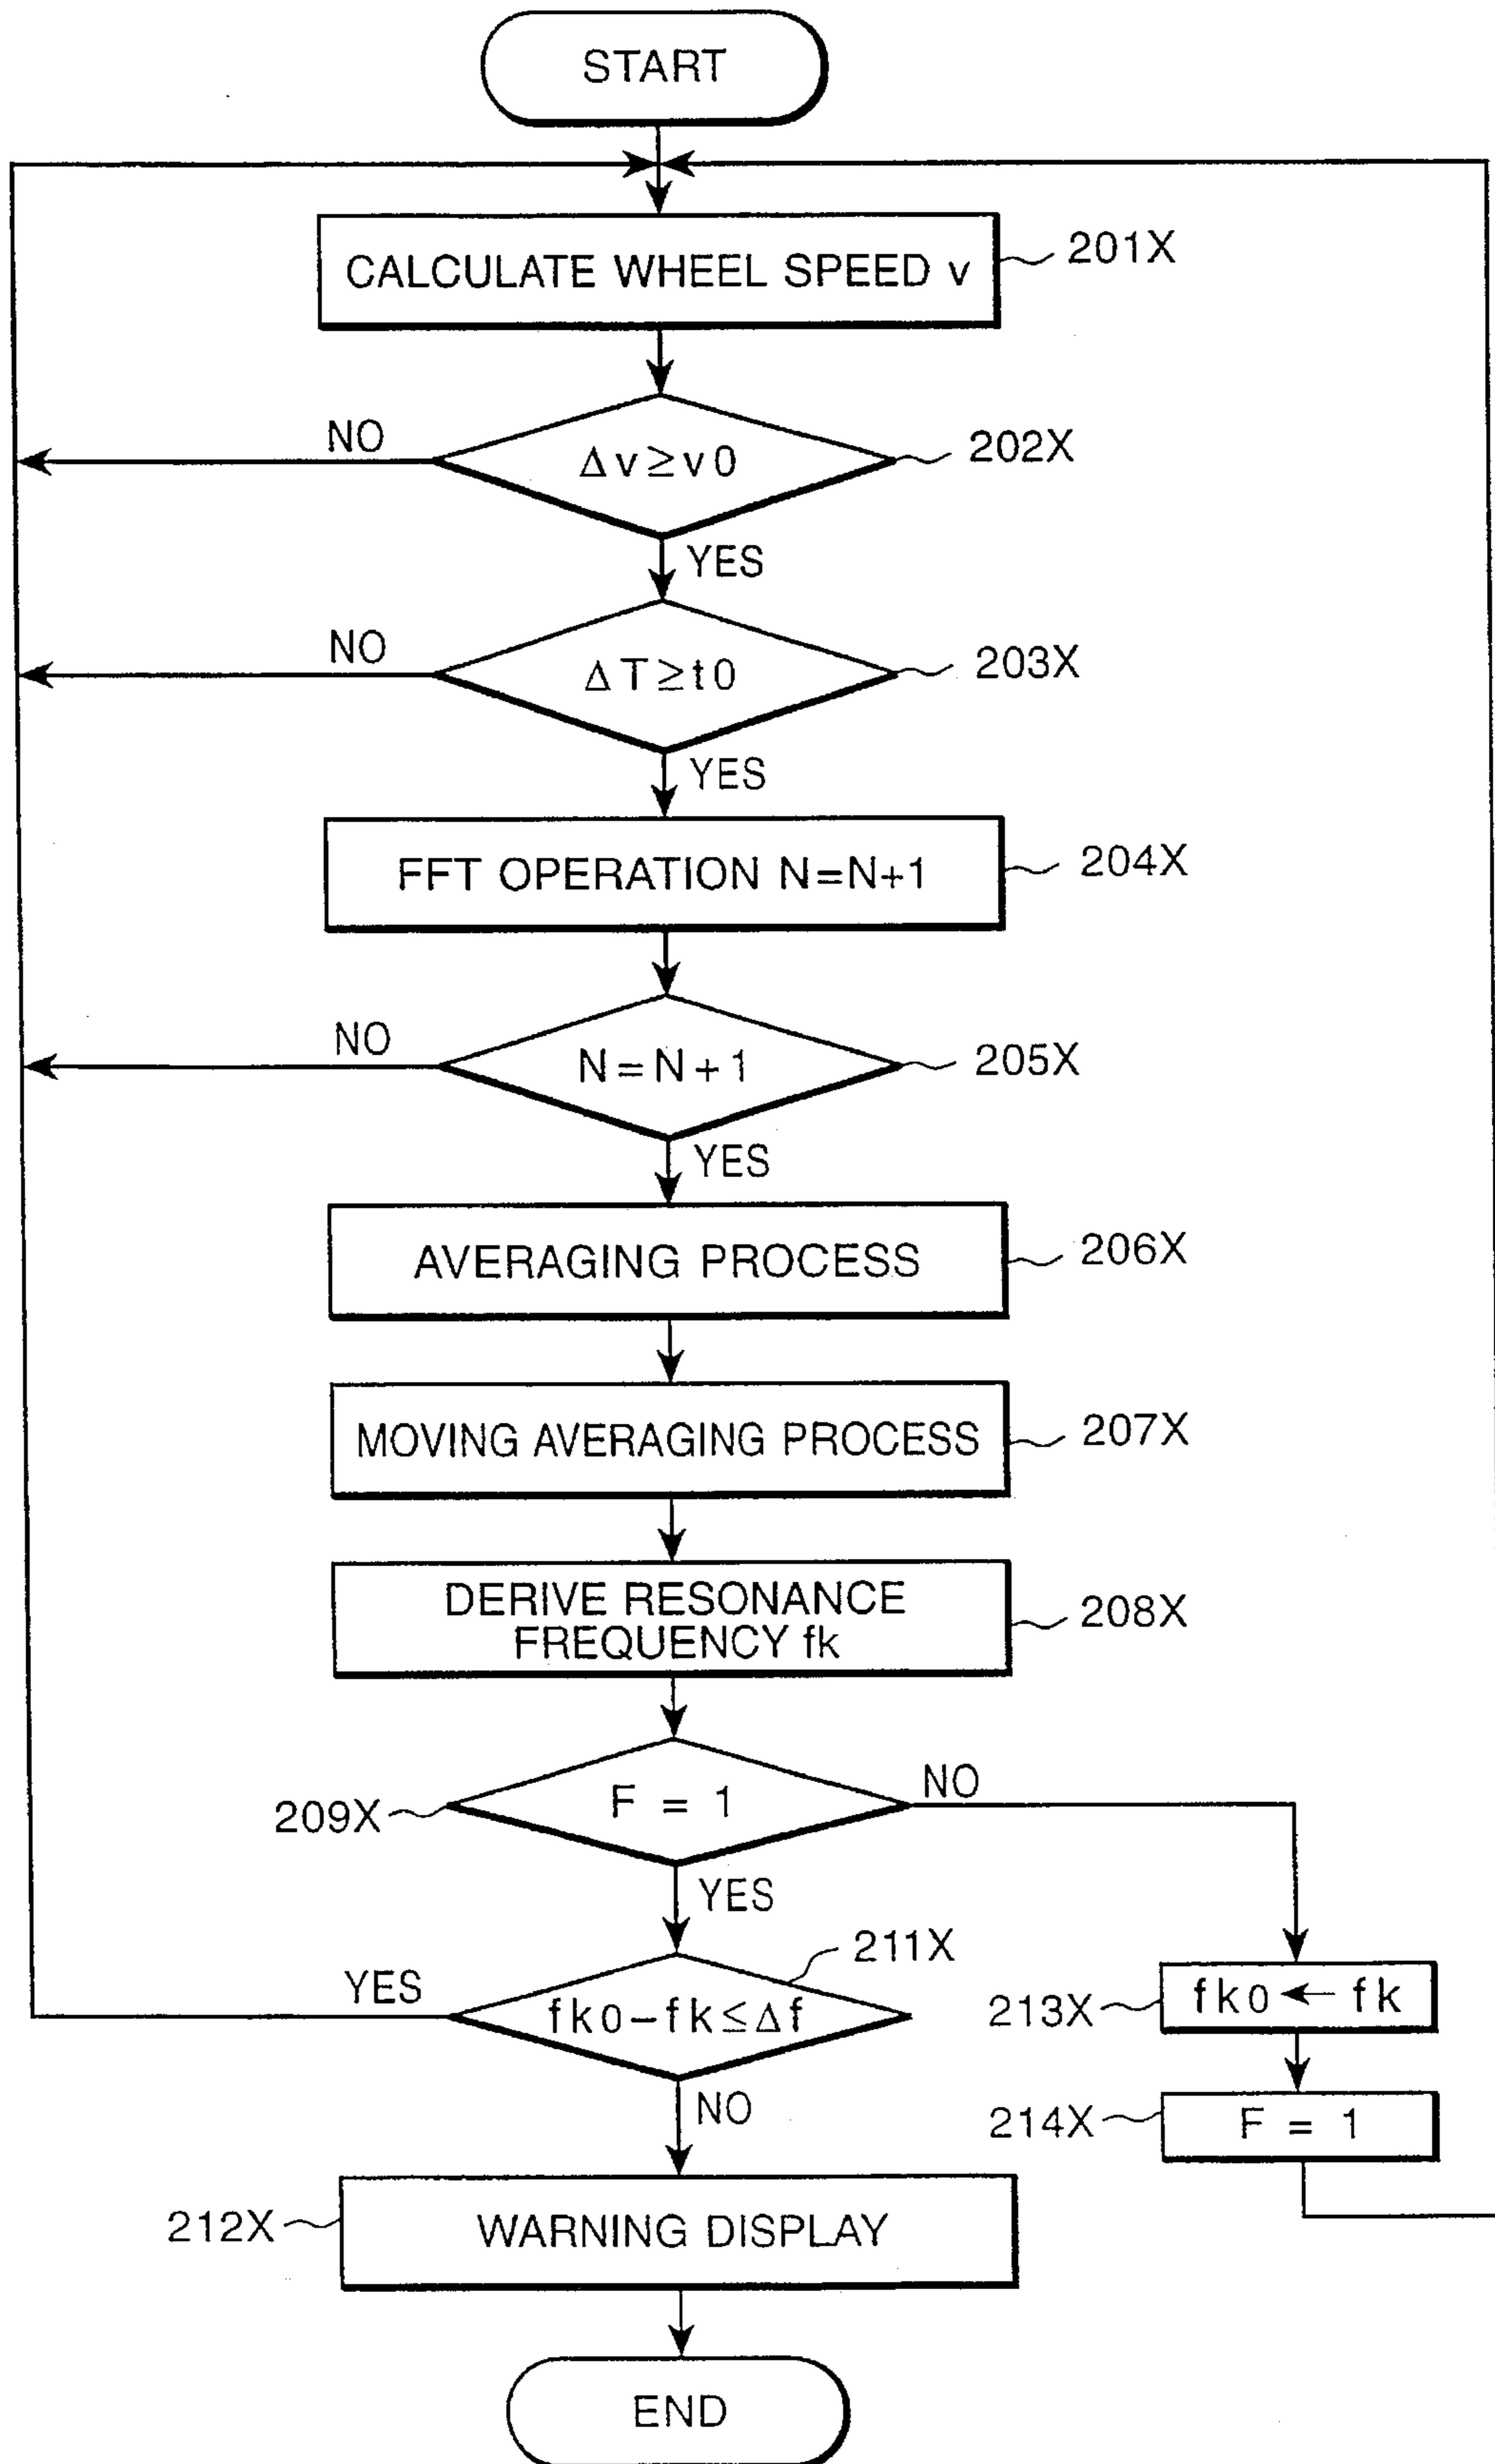 START
CALCULATE WHEEL SPEED v
201X
NO
Δv≥v0
202X
YES
NO
ΔT≥t0
203X
YES
FFT OPERATION N=N+1
204X
NO
N=N+1
205X
YES
AVERAGING PROCESS
206X
MOVING AVERAGING PROCESS
207X
DERIVE RESONANCE
FREQUENCY fk
208X
209X
F = 1
NO
YES
211X
YES
fk0-fk≤Δf
213X
fk0 ← fk
NO
214X
F = 1
212X
WARNING DISPLAY
END